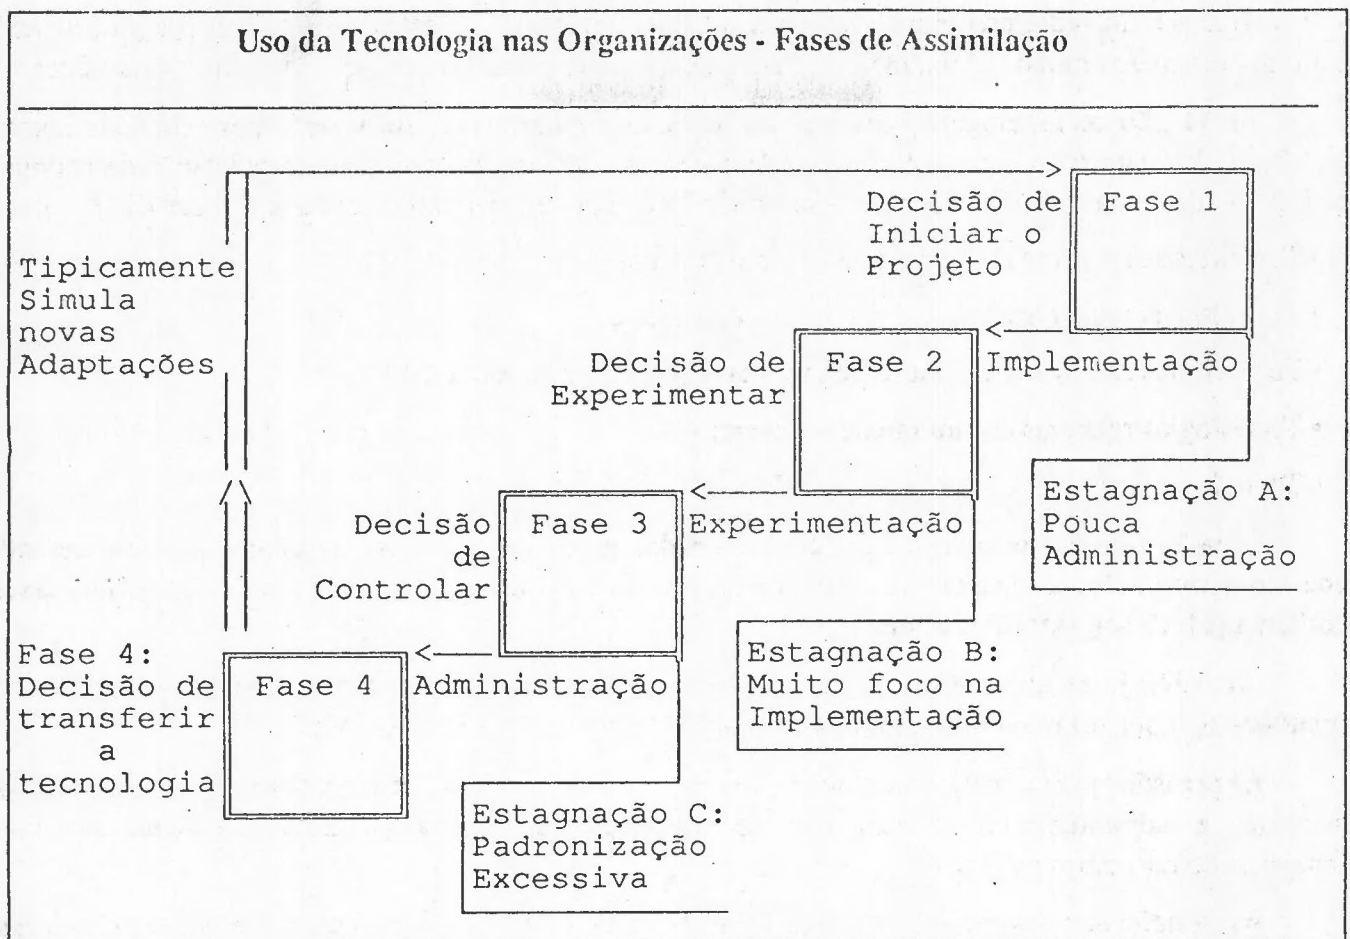 Uso da Tecnologia nas Organizações - Fases de Assimilação
Decisão de
Iniciar o
Projeto
Fase 1
Tipicamente
Simula
novas
Adaptações
Decisão de
Experimentar
Fase 2
Implementação
Estagnação A:
Pouca
Administração
Decisão
de
Controlar
Fase 3
Experimentação
Estagnação B:
Muito foco na
Implementação
Fase 4:
Decisão de
transferir
a
tecnologia
Fase 4
Administração
Estagnação C:
Padronização
Excessiva